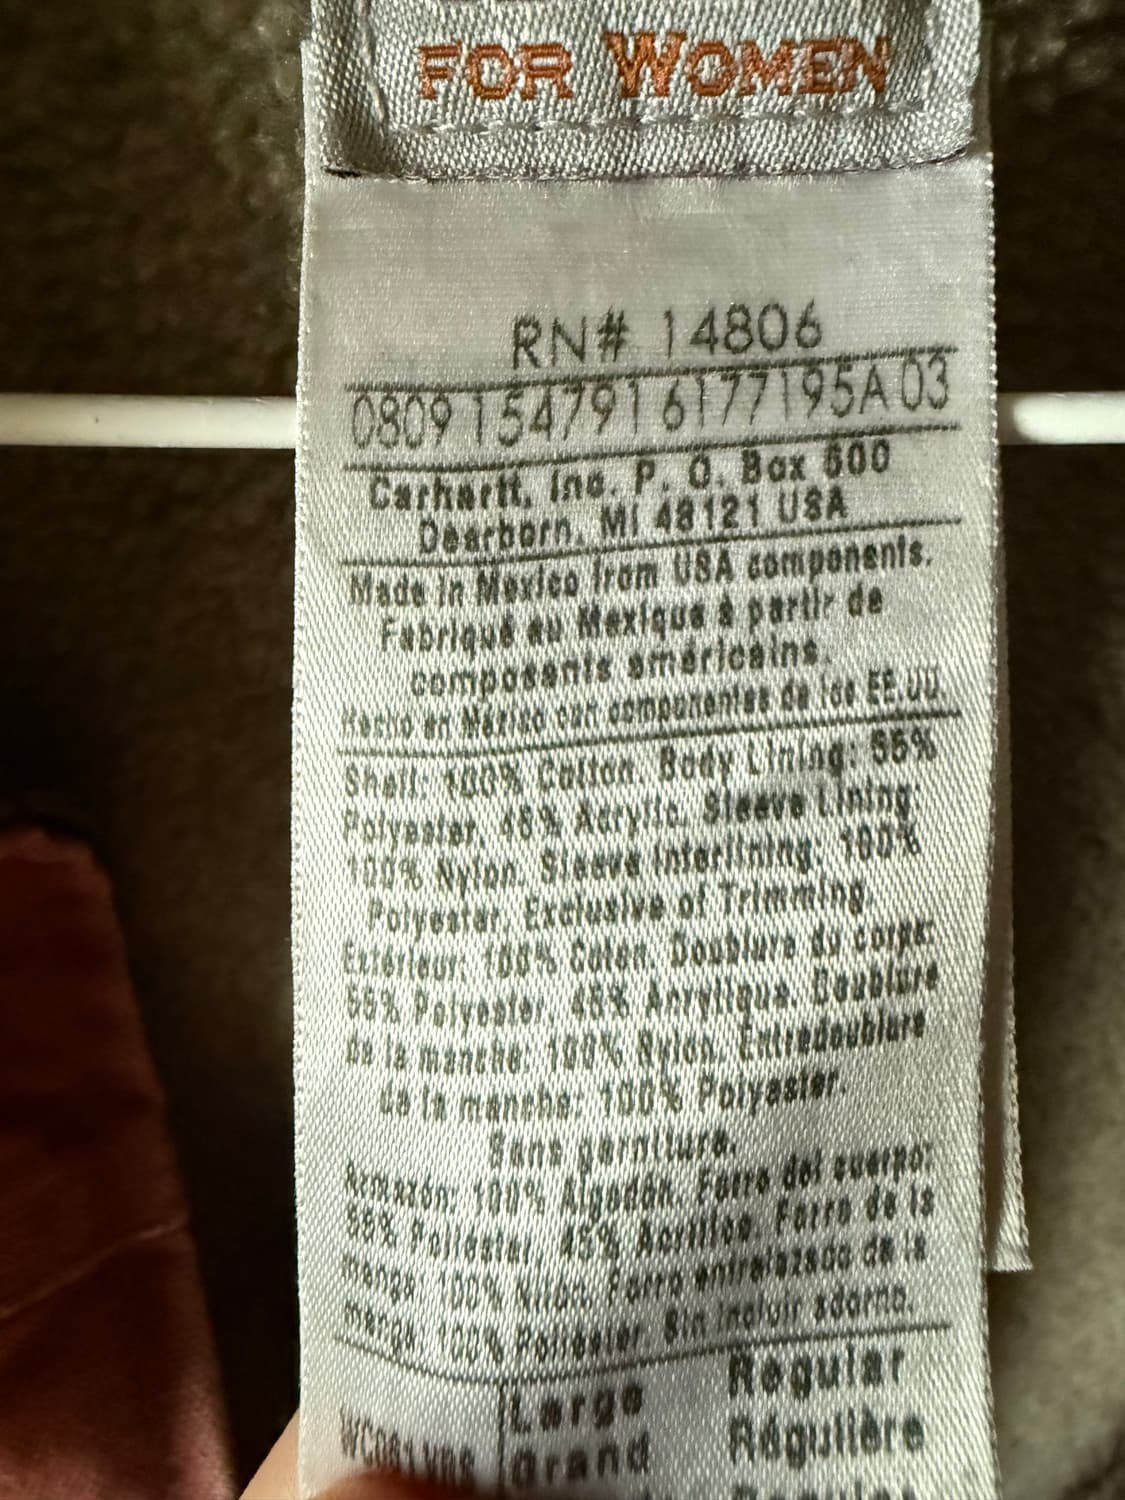 FOR WOMEN
RN# 14806
0809 1547916177195A 03
Carhartt, Inc. P. O. Box 600
Dearborn, MI 48121 USA
Made in Mexico from USA components.
Fabriqué au Mexique à partir de
composants américains.
Hecho en México con componentes de los EE.UU.
Shell: 100% Cotton. Body Lining: 55%
Polyester, 45% Acrylic. Sleeve Lining:
100% Nylon. Sleeve Interlining: 100%
Polyester. Exclusive of Trimming.
Extérieur: 100% Coton. Doublure du corps:
55% Polyester, 45% Acrylique. Doublure
de la manche: 100% Nylon. Entredoublure
de la manche: 100% Polyester.
Sans garniture.
Armazón: 100% Algodón. Forro del cuerpo:
55% Poliester, 45% Acrílico. Forro de la
manga: 100% Nilón. Forro entrelazado de la
manga: 100% Poliester. Sin incluir adorno.
Large Regular
Grand Régulière